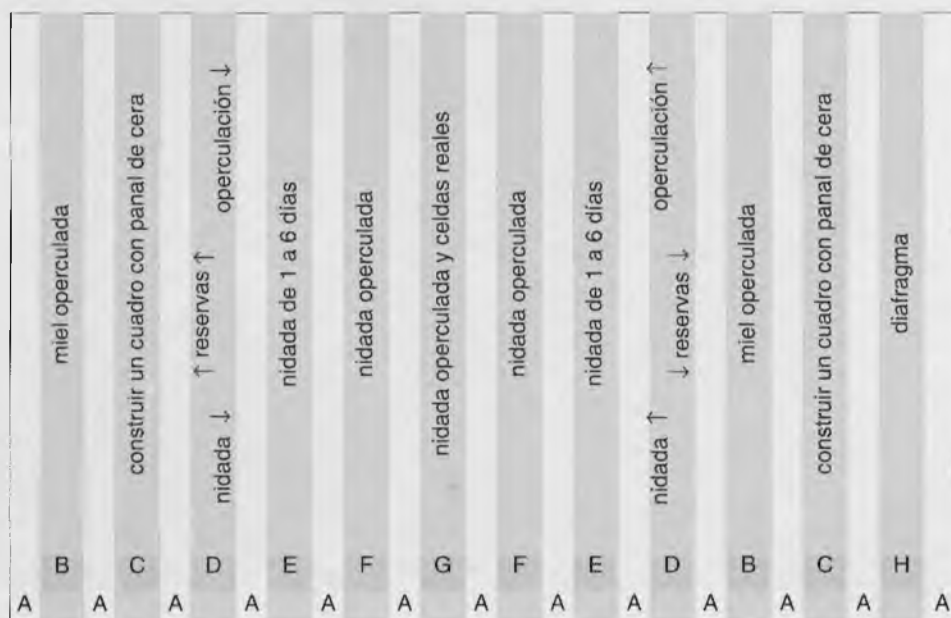 miel operculada
construir un cuadro con panal de cera
nidada ↓ ↑ reservas ↑ operculación ↓
nidada de 1 a 6 días
nidada operculada
nidada operculada y celdas reales
nidada operculada
nidada de 1 a 6 días
nidada ↑ ↓ reservas ↓ operculación ↑
miel operculada
construir un cuadro con panal de cera
diafragma
B C D E F G F E D B C H
A A A A A A A A A A A A A